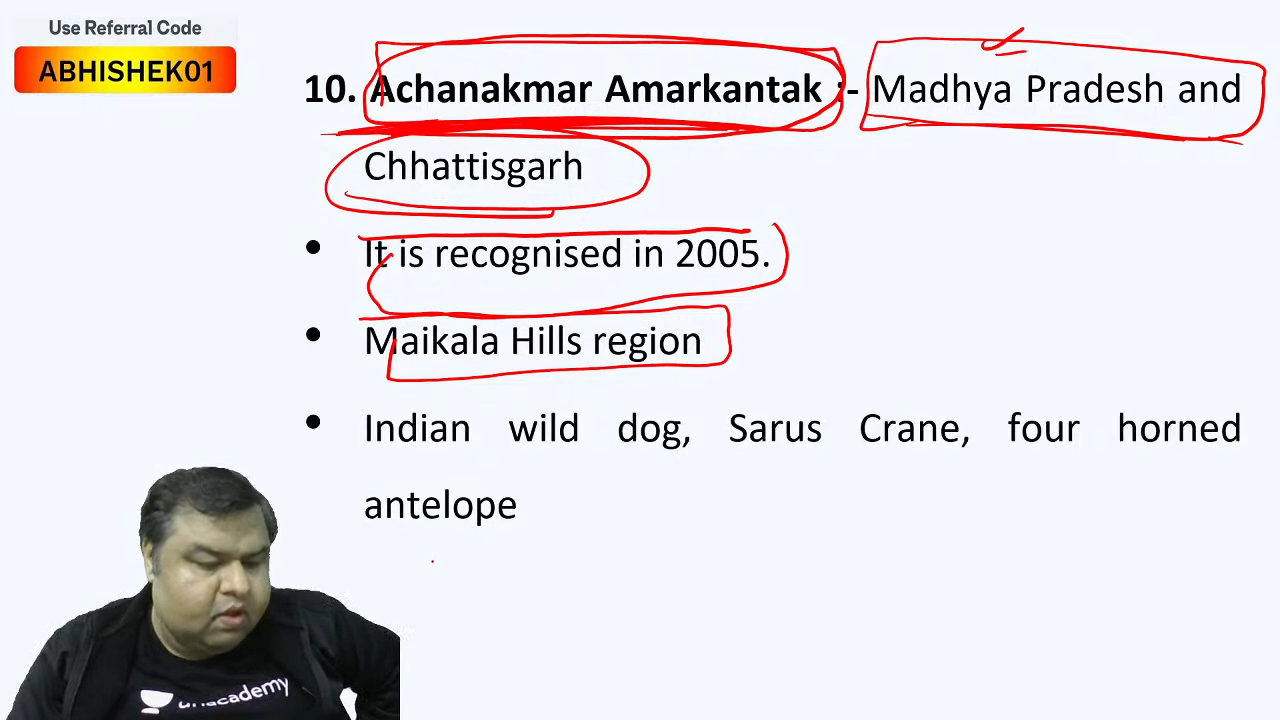 Use Referral Code
ABHISHEK01
10. Achanakmar Amarkantak :- Madhya Pradesh and
Chhattisgarh
• It is recognised in 2005.
• Maikala Hills region
• Indian wild dog, Sarus Crane, four horned
antelope
unacademy